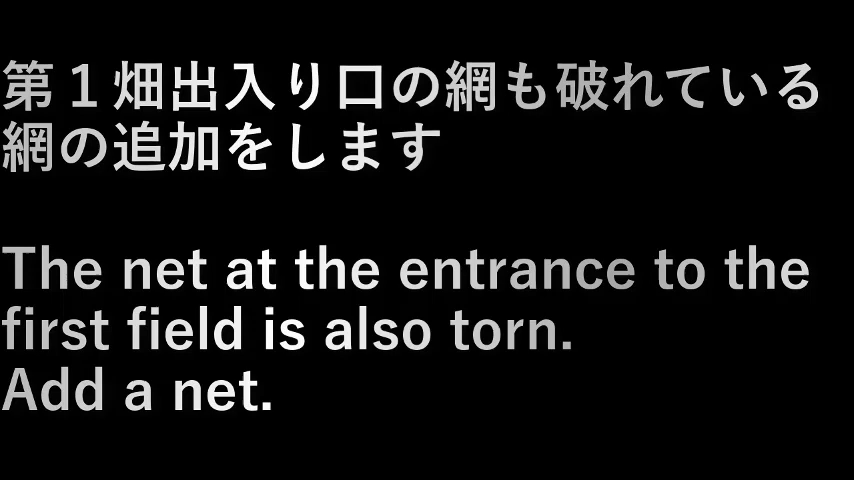 第１畑出入り口の網も破れている
網の追加をします
The net at the entrance to the
first field is also torn.
Add a net.